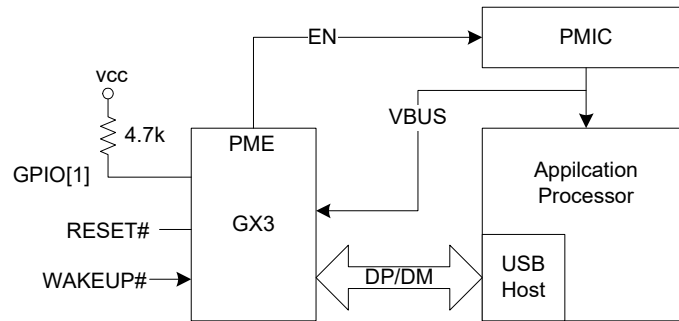 EN
PMIC
vcc
4.7k
VBUS
PME
GPIO[1]
Appilcation
Processor
RESET#
GX3
WAKEUP#
DP/DM
USB
Host